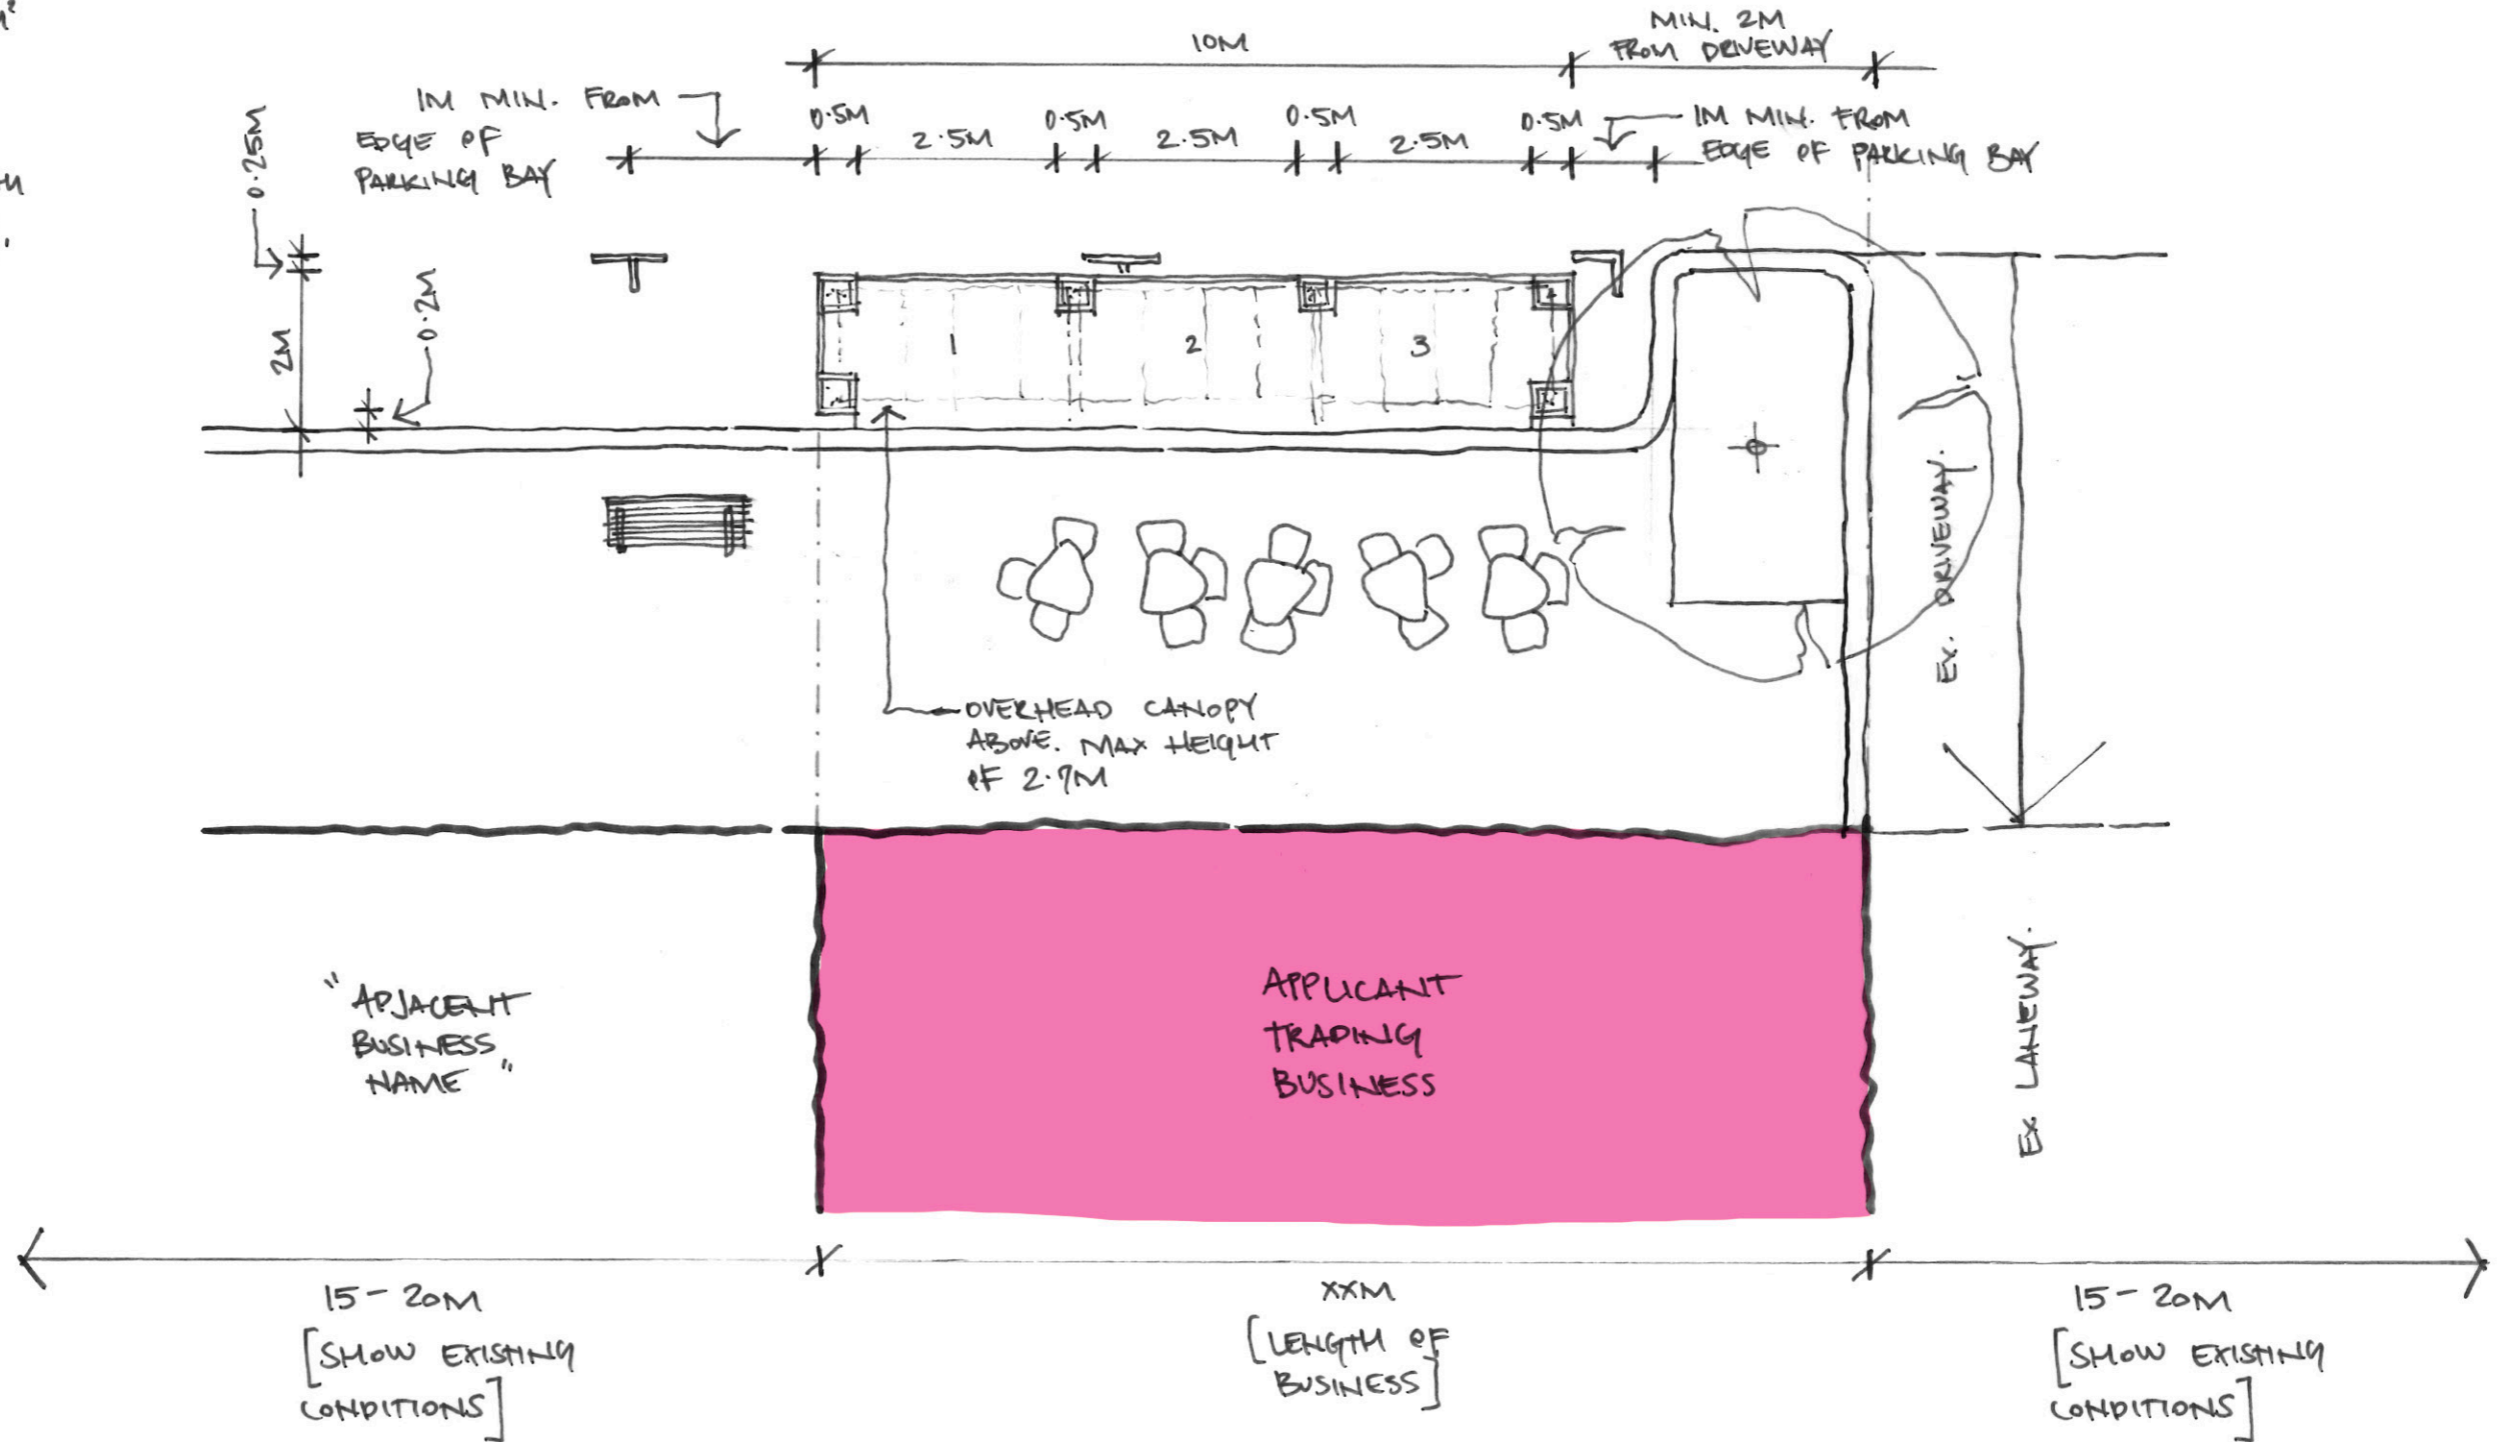 10M
MIN. 2M
FROM DRIVEWAY
1M MIN. FROM
EDGE OF
PARKING BAY
0.5M
2.5M
0.5M
2.5M
0.5M
2.5M
0.5M
1M MIN. FROM
EDGE OF PARKING BAY
0.25M
2M
0.2M
1
2
3
EX. DRIVEWAY.
OVERHEAD CANOPY
ABOVE. MAX HEIGHT
OF 2.7M
"ADJACENT
BUSINESS
NAME"
APPLICANT
TRADING
BUSINESS
EX LANEWAY.
15-20M
[SHOW EXISTING
CONDITIONS]
XXM
[LENGTH OF
BUSINESS]
15-20M
[SHOW EXISTING
CONDITIONS]